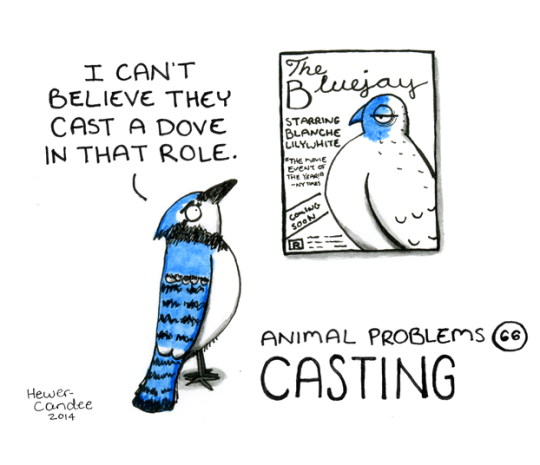 I CAN'T
BELIEVE THEY
CAST A DOVE
IN THAT ROLE.
The
Bluejay
STARRING
BLANCHE
LILYWHITE
"THE MOVIE
EVENT OF
THE YEAR!"
-NY TIMES
COMING
SOON
R
ANIMAL PROBLEMS 66
CASTING
Hewer-
Candee
2014